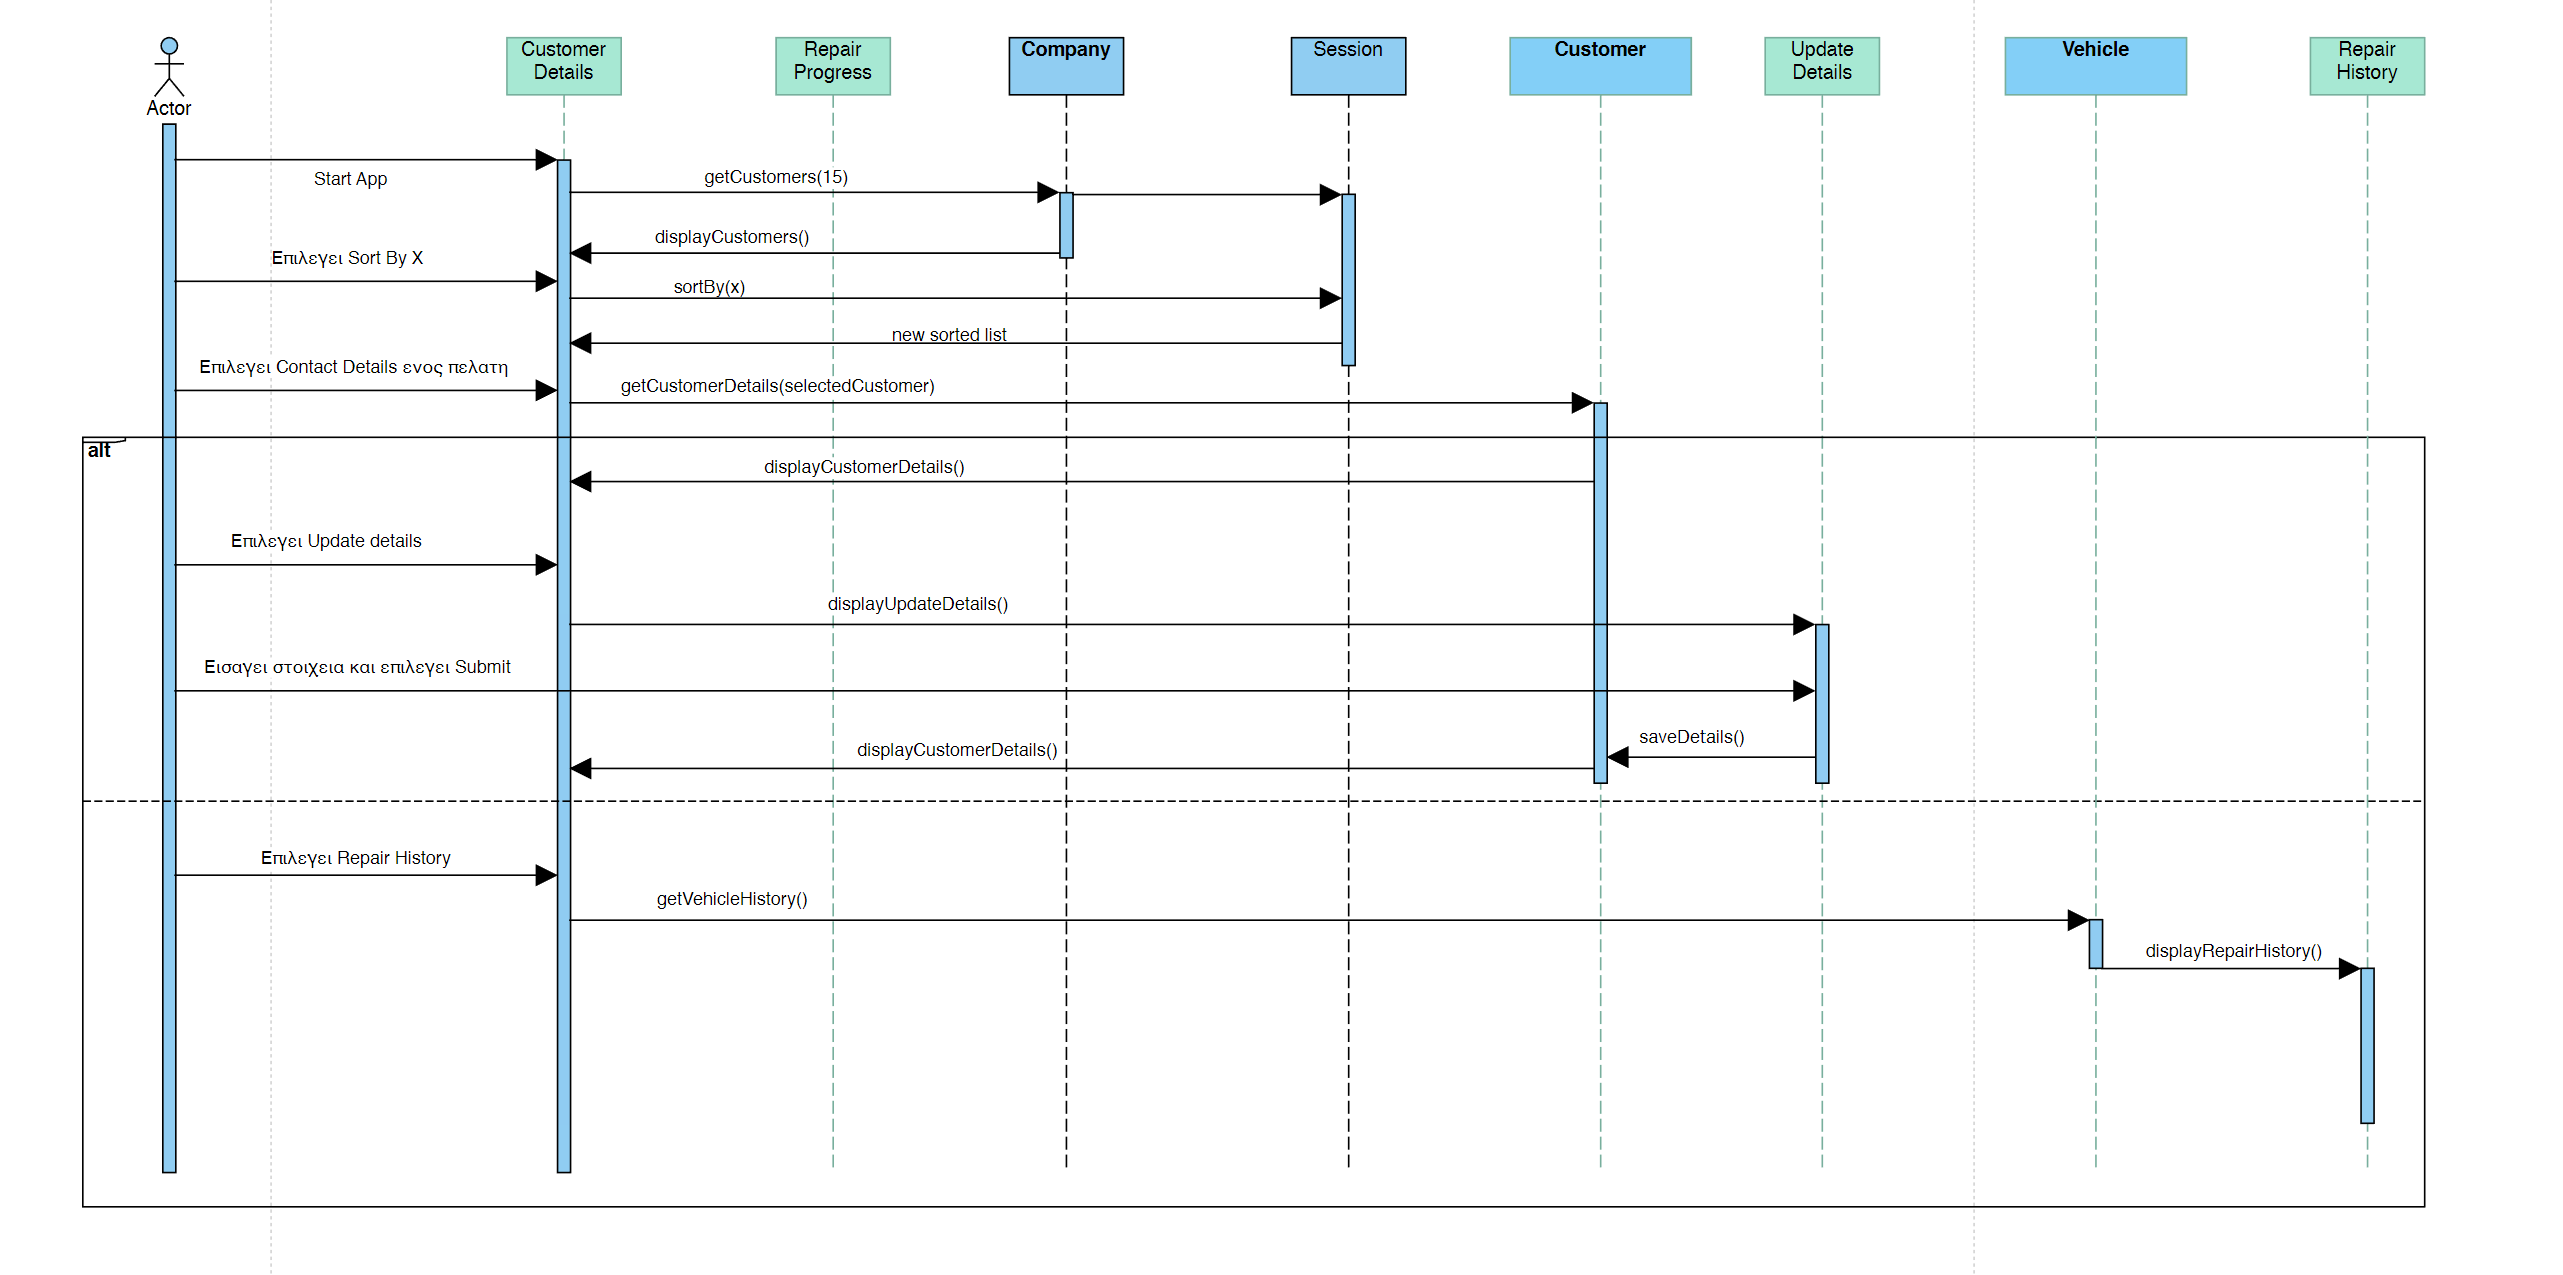 Actor
Customer
Details
Repair
Progress
Company
Session
Customer
Update
Details
Vehicle
Repair
History
Start App
getCustomers(15)
displayCustomers()
Επιλεγει Sort By X
sortBy(x)
new sorted list
Επιλεγει Contact Details ενος πελατη
getCustomerDetails(selectedCustomer)
alt
displayCustomerDetails()
Επιλεγει Update details
displayUpdateDetails()
Εισαγει στοιχεια και επιλεγει Submit
saveDetails()
displayCustomerDetails()
Επιλεγει Repair History
getVehicleHistory()
displayRepairHistory()